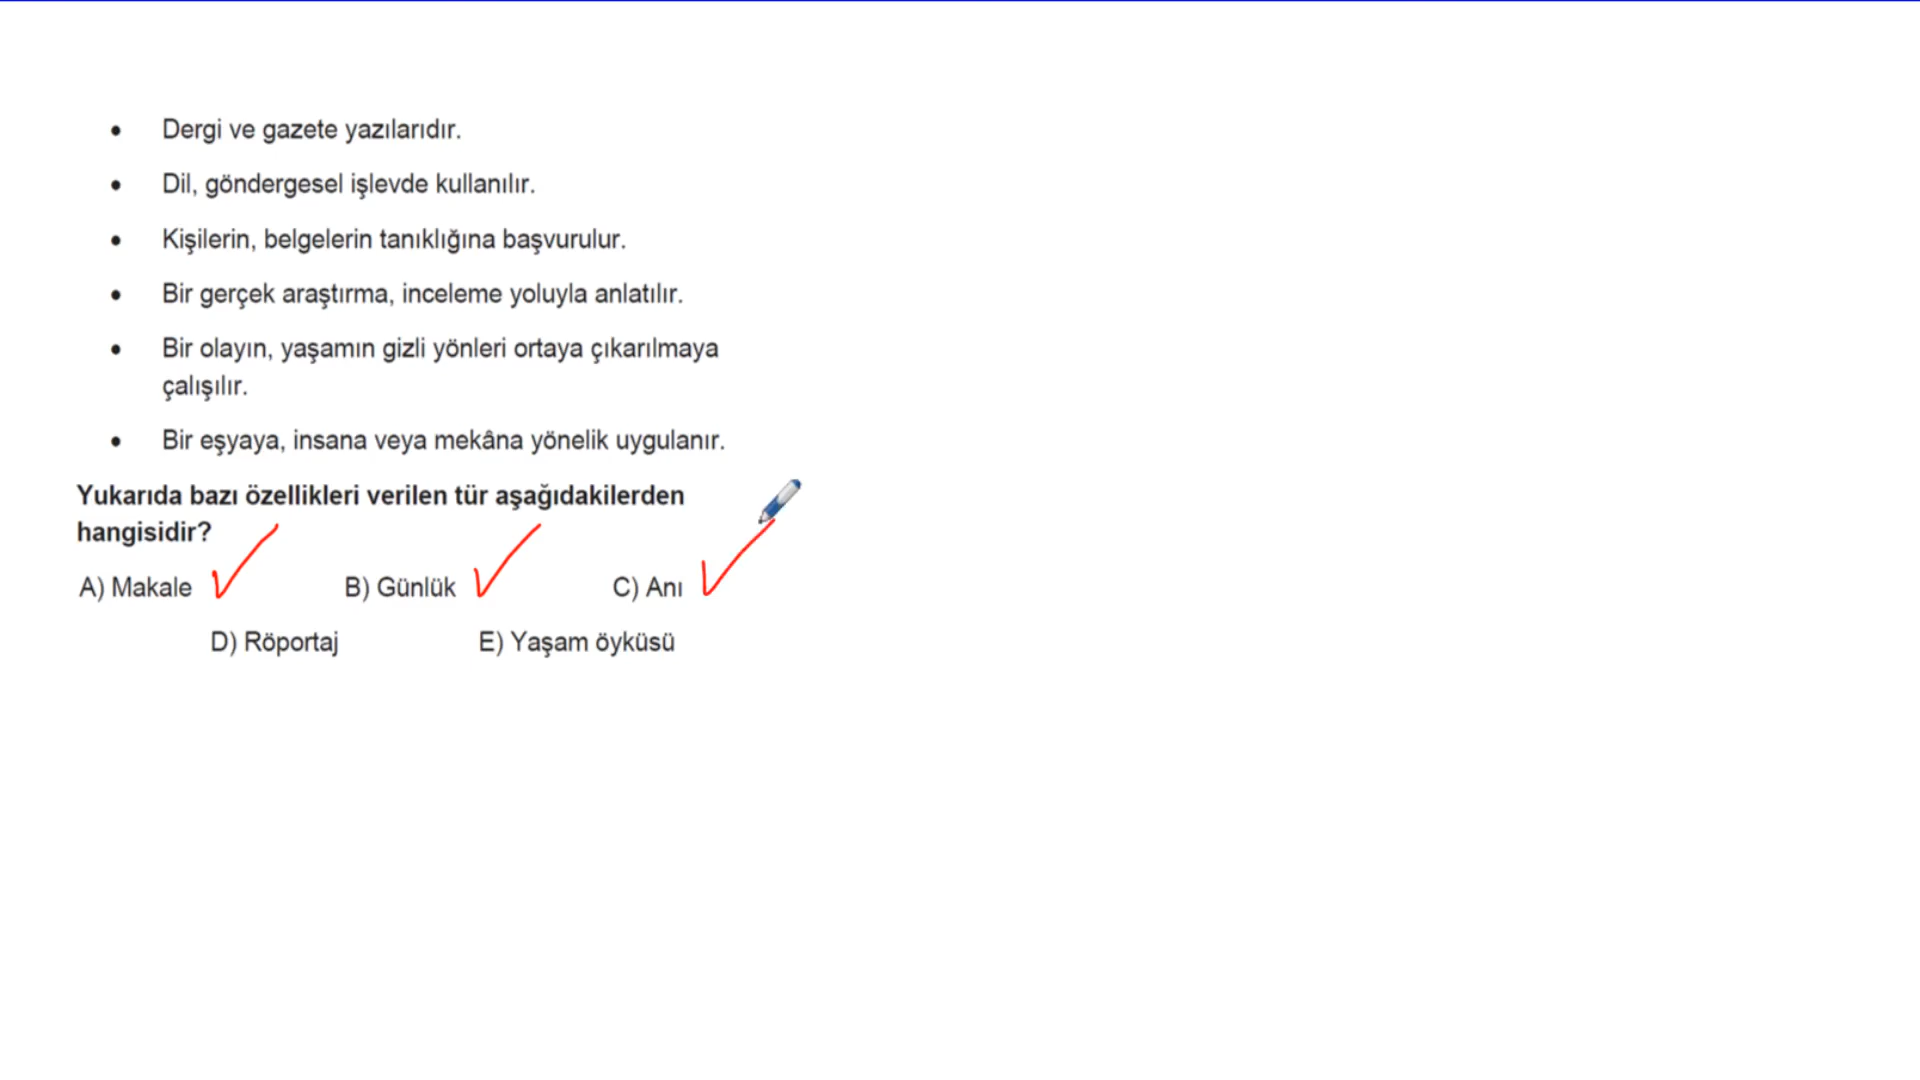 • Dergi ve gazete yazılarıdır.
• Dil, göndergesel işlevde kullanılır.
• Kişilerin, belgelerin tanıklığına başvurulur.
• Bir gerçek araştırma, inceleme yoluyla anlatılır.
• Bir olayın, yaşamın gizli yönleri ortaya çıkarılmaya
çalışılır.
• Bir eşyaya, insana veya mekâna yönelik uygulanır.
Yukarıda bazı özellikleri verilen tür aşağıdakilerden
hangisidir?
A) Makale B) Günlük C) Anı
D) Röportaj E) Yaşam öyküsü